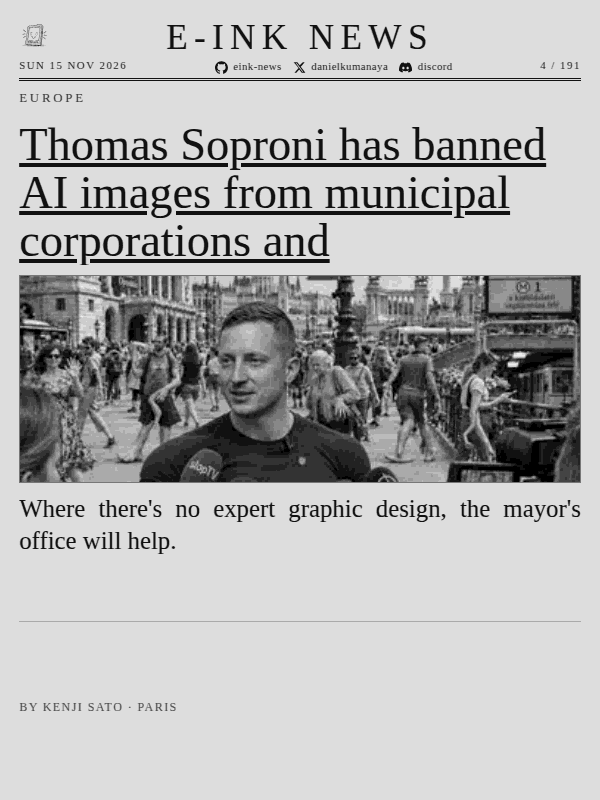 E-INK NEWS
SUN 15 NOV 2026
eink-news
danielkumanaya
discord
4 / 191
EUROPE
Thomas Soproni has banned
AI images from municipal
corporations and
M 1
slopTV
Where there's no expert graphic design, the mayor's
office will help.
BY KENJI SATO · PARIS